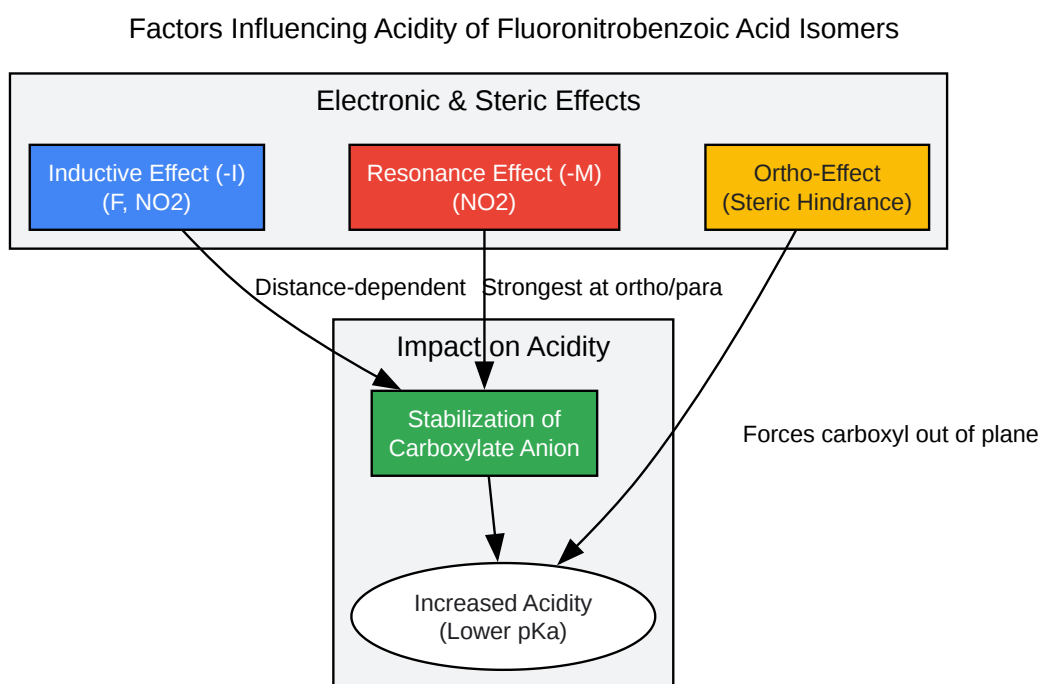 Factors Influencing Acidity of Fluoronitrobenzoic Acid Isomers
Electronic & Steric Effects
Inductive Effect (-I)
(F, NO2)
Resonance Effect (-M)
(NO2)
Ortho-Effect
(Steric Hindrance)
Distance-dependent
Strongest at ortho/para
Impact on Acidity
Stabilization of
Carboxylate Anion
Forces carboxyl out of plane
Increased Acidity
(Lower pKa)